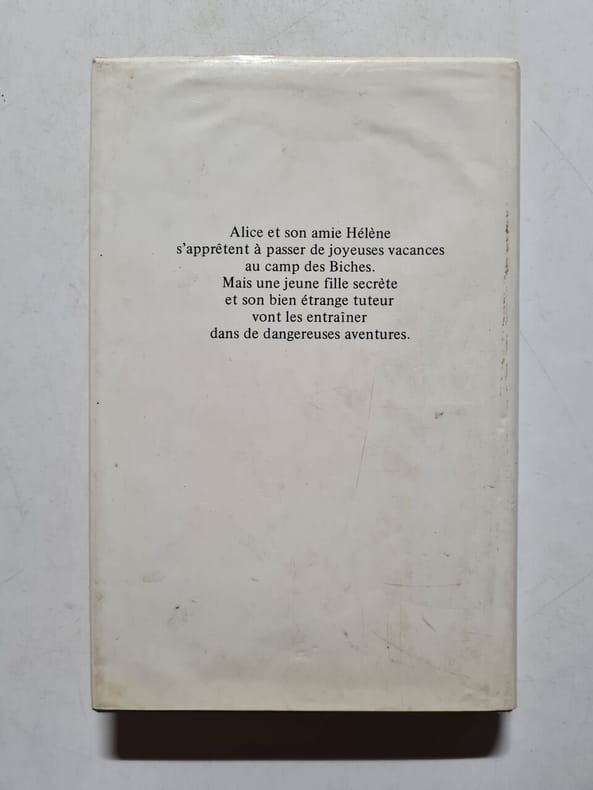 Alice et son amie Hélène
s'apprêtent à passer de joyeuses vacances
au camp des Biches.
Mais une jeune fille secrète
et son bien étrange tuteur
vont les entraîner
dans de dangereuses aventures.